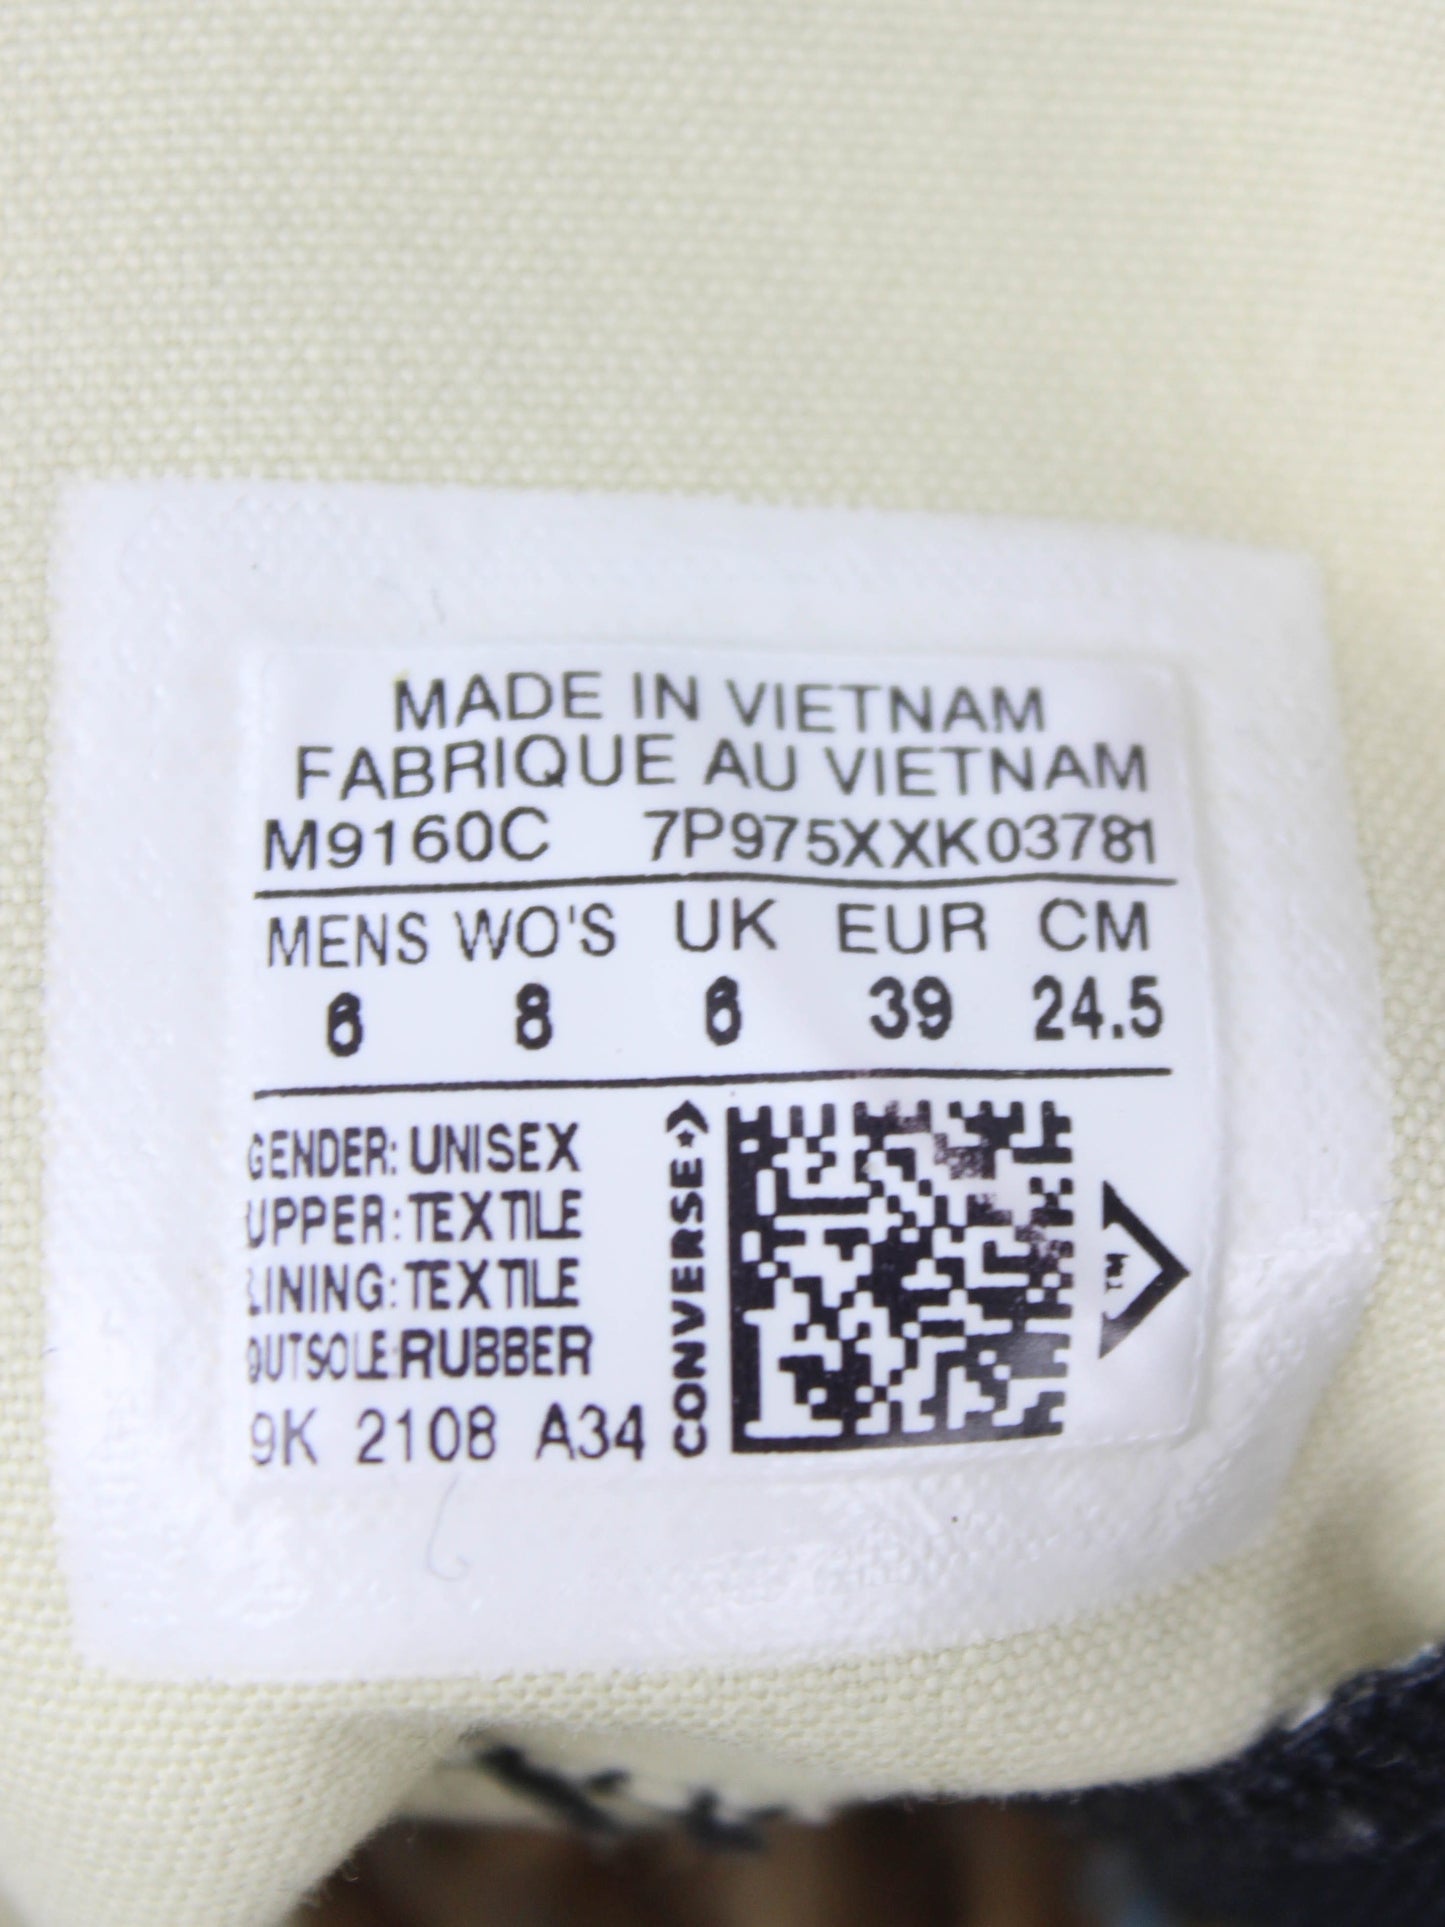 MADE IN VIETNAM
FABRIQUE AU VIETNAM
M9160C 7P975XXK03781
MENS WO'S UK EUR CM
6 8 6 39 24.5
GENDER: UNISEX
UPPER: TEXTILE
LINING: TEXTILE
OUTSOLE: RUBBER
9K 2108 A34
CONVERSE
TM